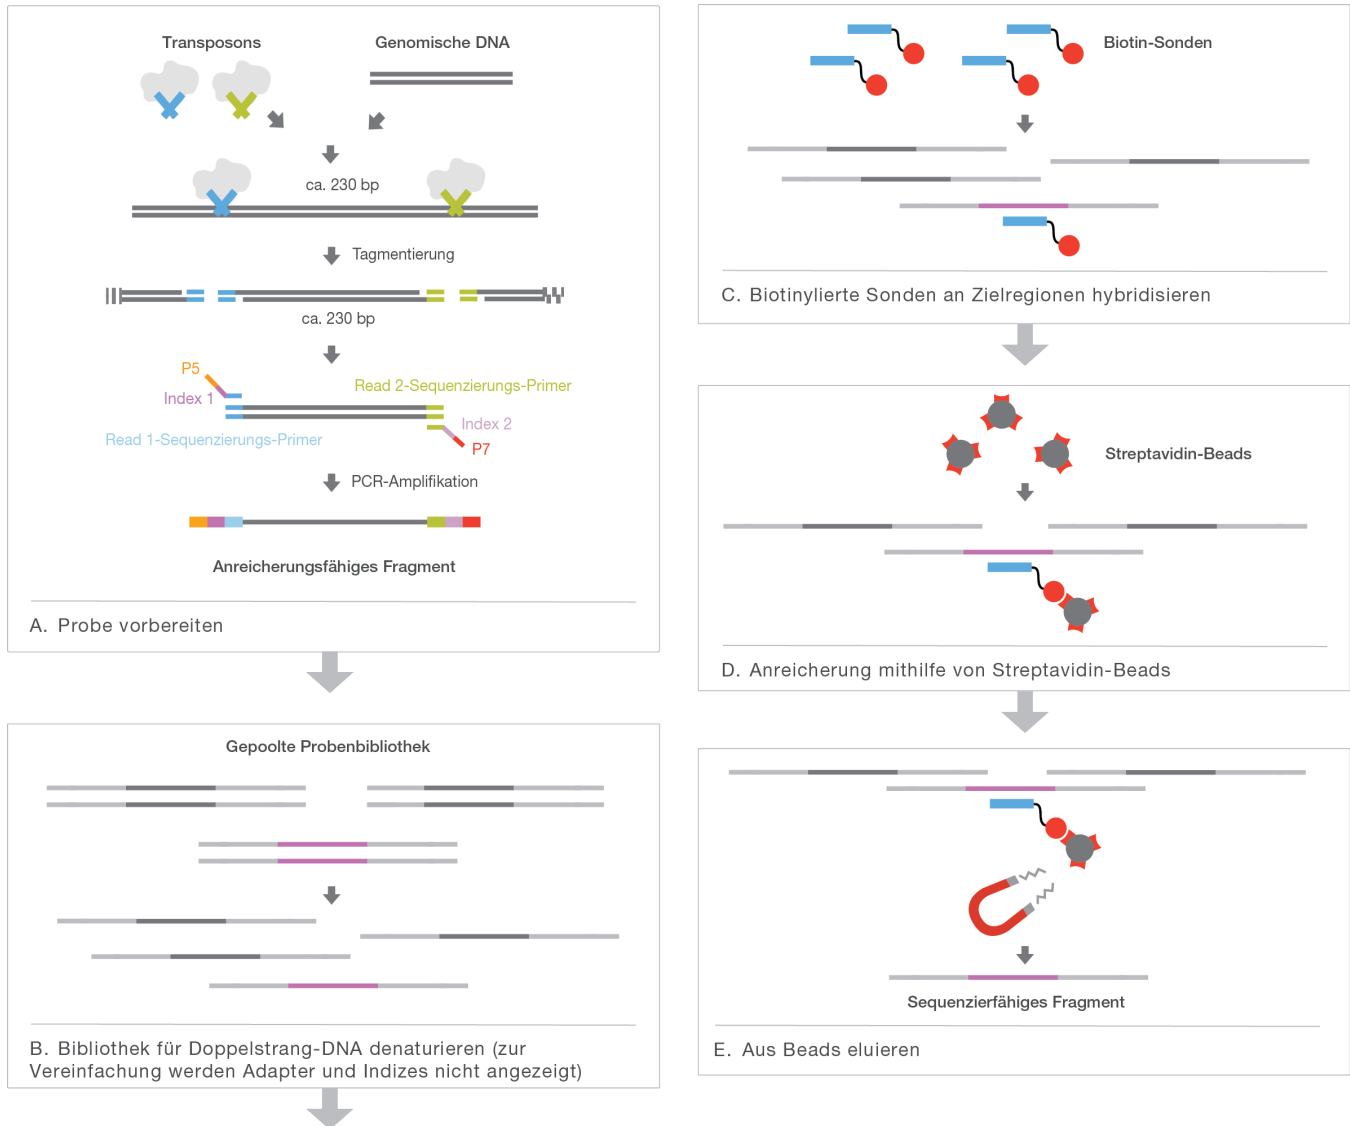 Transposons
Genomische DNA
ca. 230 bp
Tagmentierung
ca. 230 bp
P5
Index 1
Read 2-Sequenzierungs-Primer
Read 1-Sequenzierungs-Primer
Index 2
P7
PCR-Amplifikation
Anreicherungsfähiges Fragment
A. Probe vorbereiten
Gepoolte Probenbibliothek
B. Bibliothek für Doppelstrang-DNA denaturieren (zur
Vereinfachung werden Adapter und Indizes nicht angezeigt)
Biotin-Sonden
C. Biotinylierte Sonden an Zielregionen hybridisieren
Streptavidin-Beads
D. Anreicherung mithilfe von Streptavidin-Beads
Sequenzierfähiges Fragment
E. Aus Beads eluieren